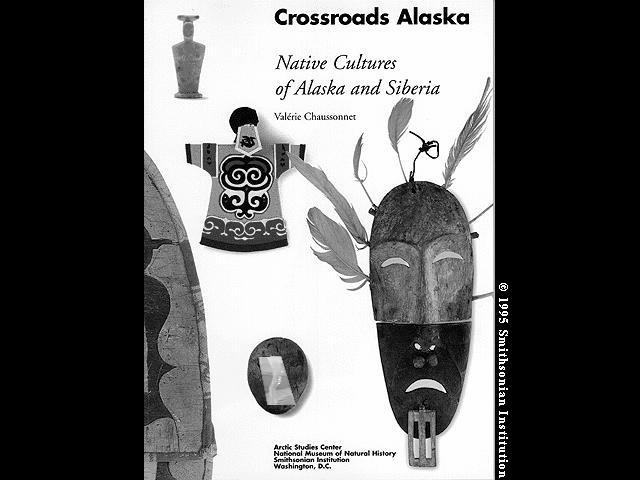 Crossroads Alaska
Native Cultures
of Alaska and Siberia
Valérie Chaussonnet
Arctic Studies Center
National Museum of Natural History
Smithsonian Institution
Washington, D.C.
© 1995 Smithsonian Institution